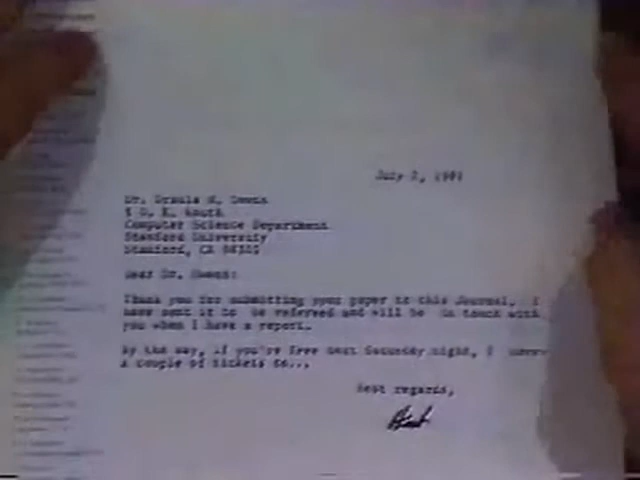 July 2, 1981
Dr. Ursula N. Owens
Computer Science Department
Stanford University
Stanford, CA 94305
Dear Dr. Owens:
Thank you for submitting your paper to this Journal. I
have sent it to be refereed and will be in touch with
you when I have a report.
By the way, if you're free next Saturday night, I have
a couple of tickets to...
Best regards,